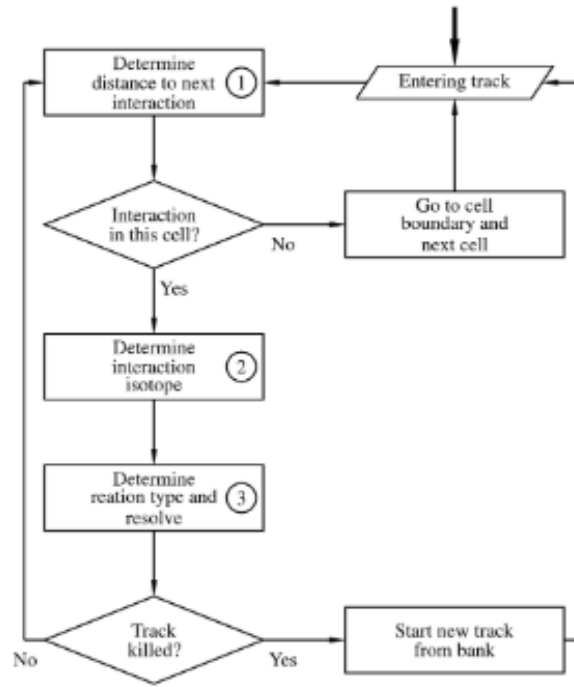 Determine
distance to next
interaction
1
Entering track
Interaction
in this cell?
No
Go to cell
boundary and
next cell
Yes
Determine
interaction
isotope
2
Determine
reation type and
resolve
3
Track
killed?
No
Yes
Start new track
from bank